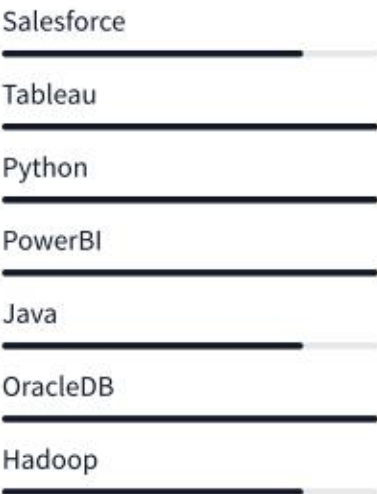 Salesforce
Tableau
Python
PowerBI
Java
OracleDB
Hadoop